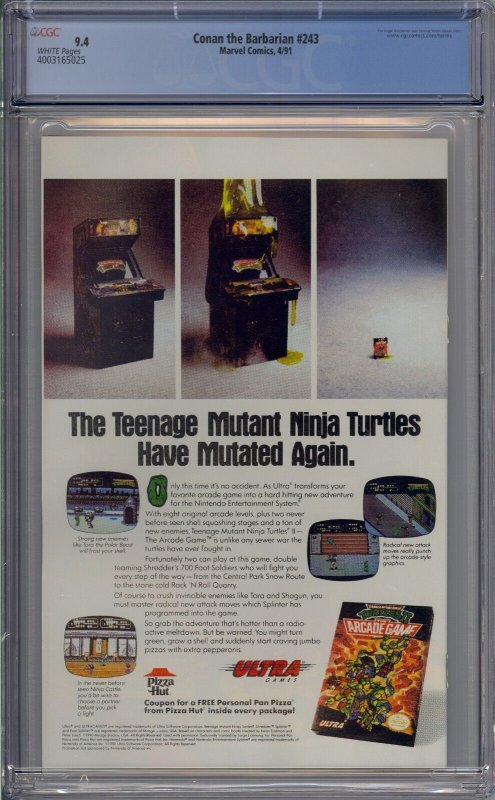 CGC
9.4
WHITE Pages
4003165025
Conan the Barbarian #243
Marvel Comics, 4/91
www.cgccomics.com/terms
The Teenage Mutant Ninja Turtles
Have Mutated Again.
Only this time it's no accident. As Ultra™ transforms your
favorite arcade game into a hard hitting new adventure
for the Nintendo Entertainment System.®
With eight original arcade levels, plus two never
before seen shell squashing stages and a ton of
new enemies, Teenage Mutant Ninja Turtles® II—
The Arcade Game™ is unlike any sewer war the
turtles have ever fought in.
Fortunately two can play at this game, double
teaming Shredder's 700 Foot Soldiers who will fight you
every step of the way—from the Central Park Snow Route
to the stone cold Rock 'N Roll Quarry.
Of course to crush invincible enemies like Tora and Shogun, you
must master radical new attack moves which Splinter has
programmed into the game.
So grab the adventure that's hotter than a radio-
active meltdown. But be warned. You might turn
green, grow a shell and suddenly start craving jumbo
pizzas with extra pepperonis.
Strong new enemies
like Tora the Polar Beast
will frost your shell.
Radical new attack
moves really punch
up the arcade-style
graphics.
In the never before
seen Ninja Castle,
you'd be wise to
choose a partner
before you pick
a fight.
Pizza
Hut
ULTRA
GAMES
Coupon for a FREE Personal Pan Pizza
from Pizza Hut inside every package!
ARCADE GAME
ULTRA